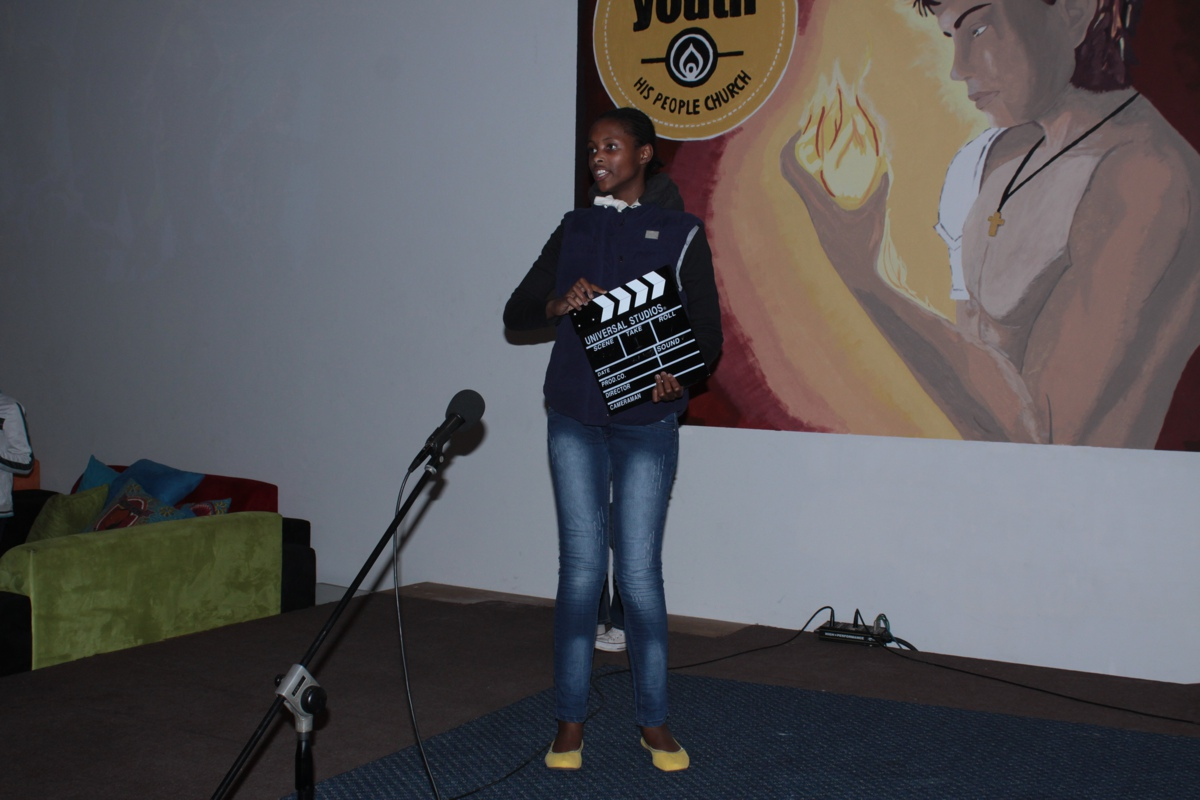 youth
HIS PEOPLE CHURCH
UNIVERSAL STUDIOS
SCENE TAKE ROLL
SOUND
DATE
PROD.CO.
DIRECTOR
CAMERAMAN